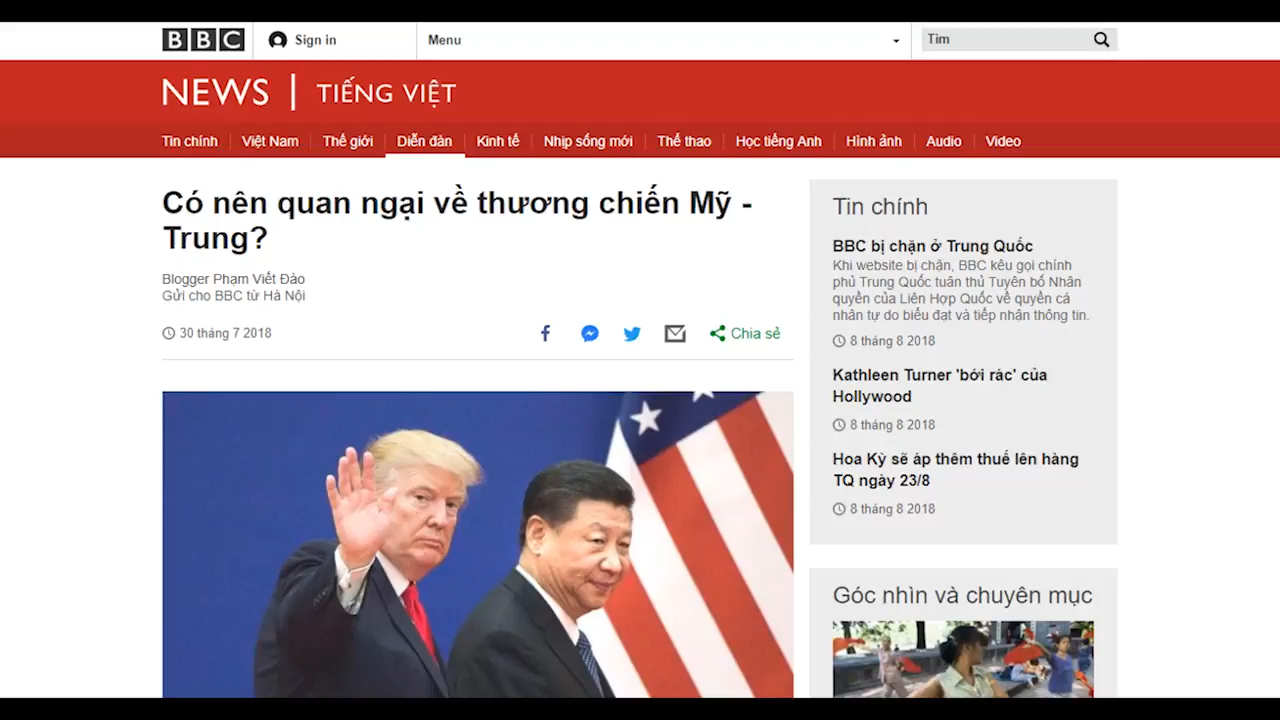 BBC
Sign in
Menu
Tìm
NEWS | TIẾNG VIỆT
Tin chính
Việt Nam
Thế giới
Diễn đàn
Kinh tế
Nhịp sống mới
Thể thao
Học tiếng Anh
Hình ảnh
Audio
Video
Có nên quan ngại về thương chiến Mỹ -
Trung?
Blogger Phạm Viết Đào
Gửi cho BBC từ Hà Nội
30 tháng 7 2018
Chia sẻ
Tin chính
BBC bị chặn ở Trung Quốc
Khi website bị chặn, BBC kêu gọi chính
phủ Trung Quốc tuân thủ Tuyên bố Nhân
quyền của Liên Hợp Quốc về quyền cá
nhân tự do biểu đạt và tiếp nhận thông tin.
8 tháng 8 2018
Kathleen Turner 'bới rác' của
Hollywood
8 tháng 8 2018
Hoa Kỳ sẽ áp thêm thuế lên hàng
TQ ngày 23/8
8 tháng 8 2018
Góc nhìn và chuyên mục